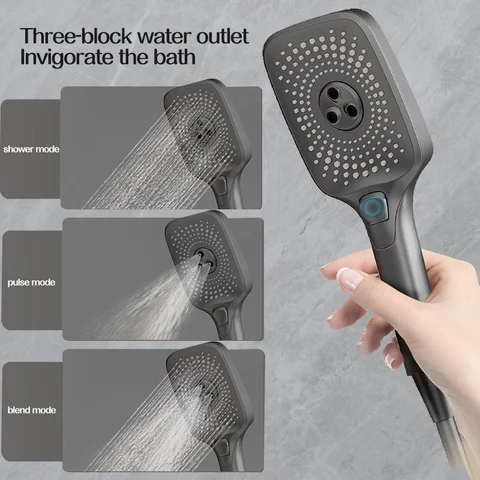 Three-block water outlet
Invigorate the bath
shower mode
pulse mode
blend mode